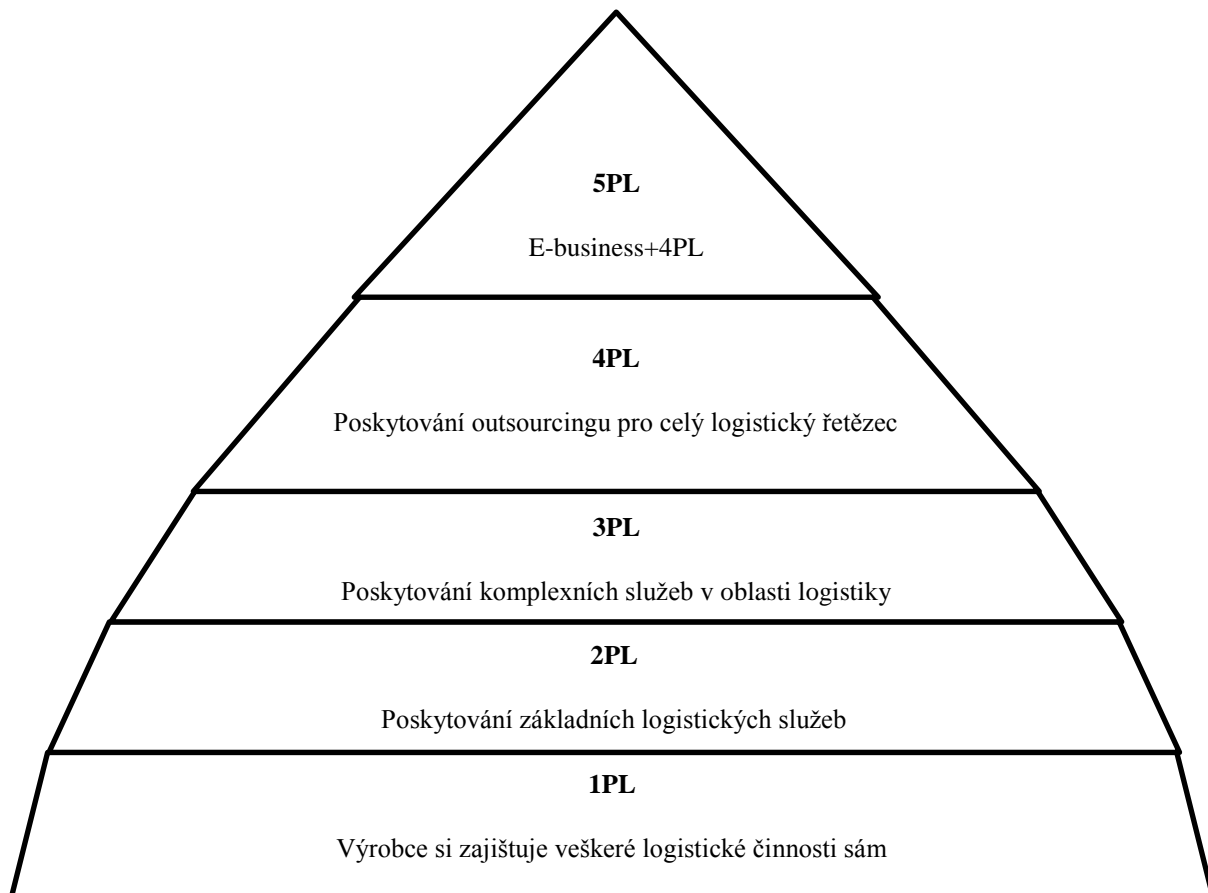 5PL
E-business+4PL
4PL
Poskytování outsourcingu pro celý logistický řetězec
3PL
Poskytování komplexních služeb v oblasti logistiky
2PL
Poskytování základních logistických služeb
1PL
Výrobce si zajištuje veškeré logistické činnosti sám